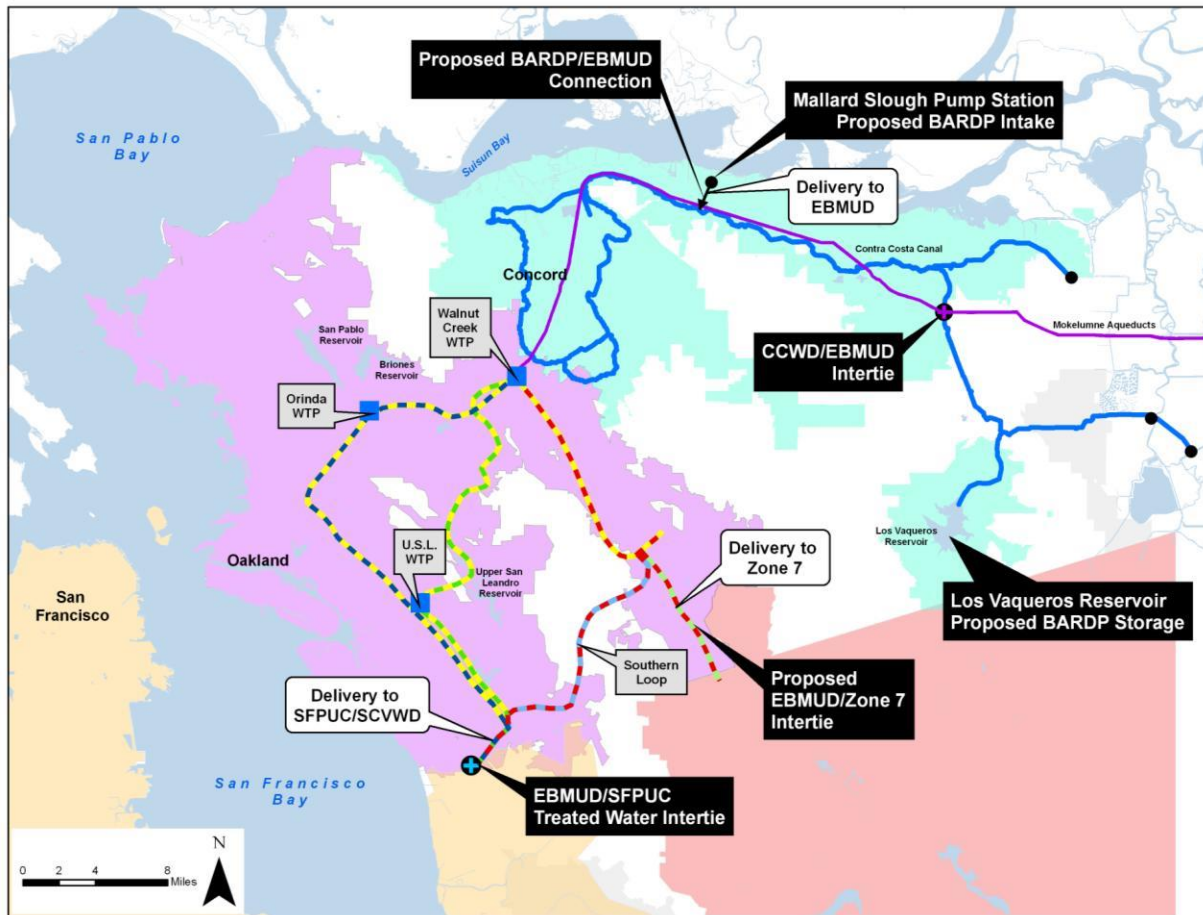 Proposed BARDP/EBMUD
Connection
Mallard Slough Pump Station
Proposed BARDP Intake
San Pablo
Bay
Suisun Bay
Delivery to
EBMUD
Contra Costa Canal
Concord
Mokelumne Aqueducts
San Pablo
Reservoir
Walnut
Creek
WTP
CCWD/EBMUD
Intertie
Briones
Reservoir
Orinda
WTP
Los Vaqueros
Reservoir
Oakland
U.S.L.
WTP
Upper San
Leandro
Reservoir
Delivery to
Zone 7
San
Francisco
Los Vaqueros Reservoir
Proposed BARDP Storage
Southern
Loop
Proposed
EBMUD/Zone 7
Intertie
Delivery to
SFPUC/SCVWD
San Francisco
Bay
EBMUD/SFPUC
Treated Water Intertie
N
0 2 4 8
Miles